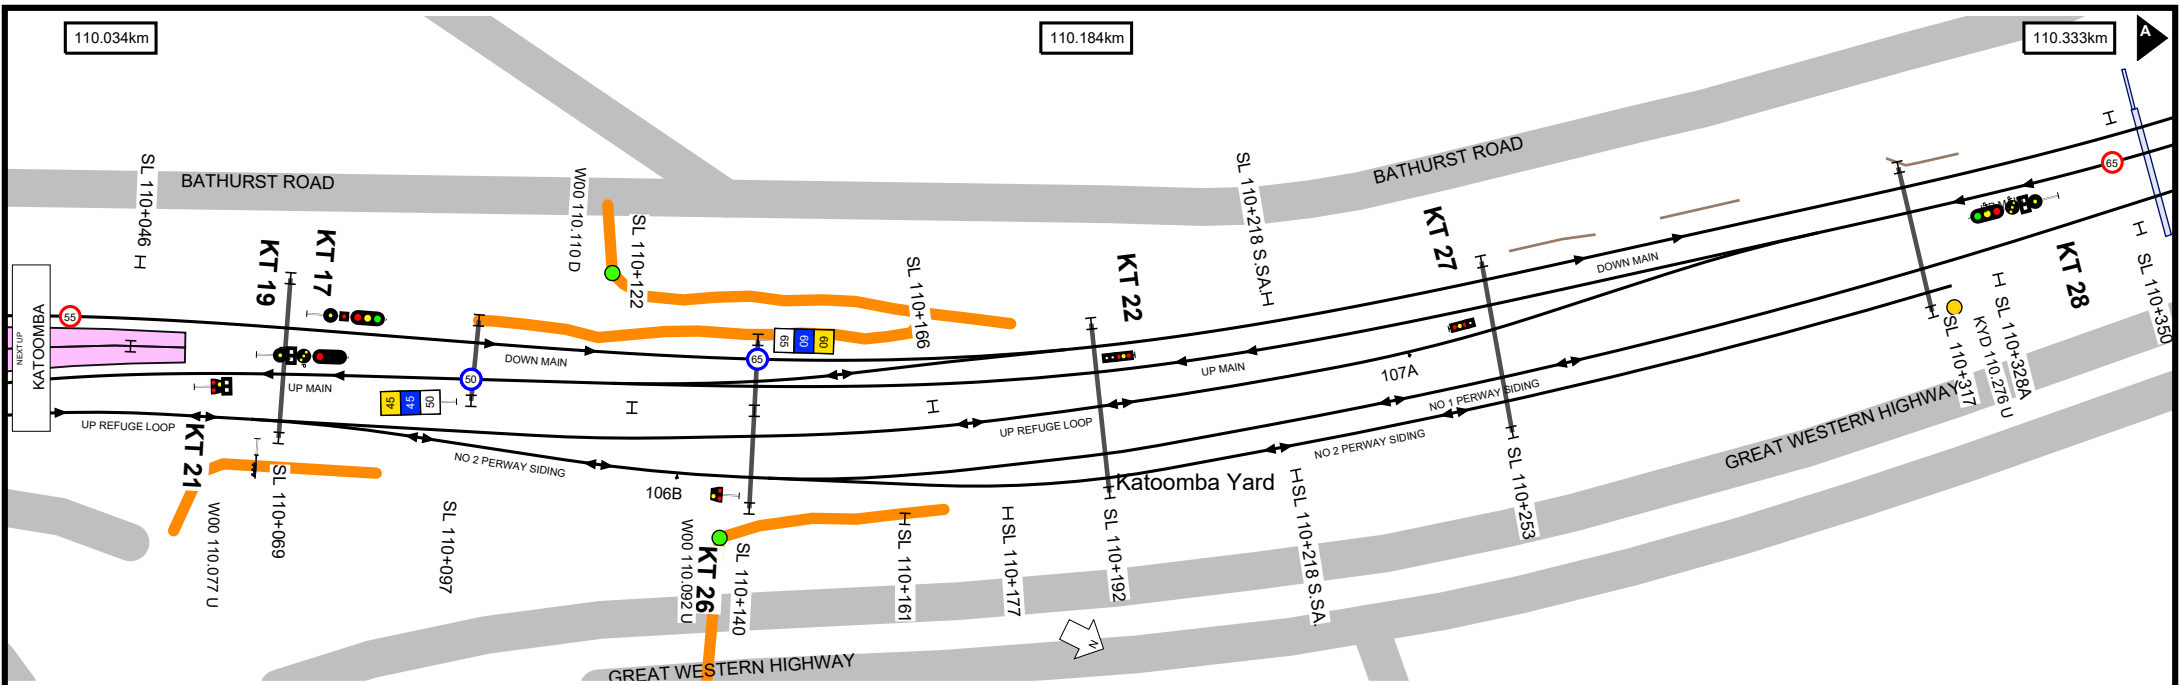 110.034km
110.184km
110.333km
A
BATHURST ROAD
BATHURST ROAD
SL 110+046
KT 19
KT 17
W00 110.110 D
SL 110+122
SL 110+166
KT 22
SL 110+218 S.SA.
KT 27
KT 28
SL 110+350
SL 110+328A
KYD 110.276 U
SL 110+317
NEXT UP
KATOOMBA
55
65
65
50
65
60
60
45
45
50
DOWN MAIN
UP MAIN
DOWN MAIN
UP MAIN
UP REFUGE LOOP
UP REFUGE LOOP
NO 2 PERWAY SIDING
NO 1 PERWAY SIDING
NO 2 PERWAY SIDING
107A
106B
Katoomba Yard
KT 21
W00 110.077 U
SL 110+069
SL 110+097
W00 110.092 U
KT 26
SL 110+140
SL 110+161
SL 110+177
SL 110+192
SL 110+218 S.SA.
SL 110+253
GREAT WESTERN HIGHWAY
GREAT WESTERN HIGHWAY
N